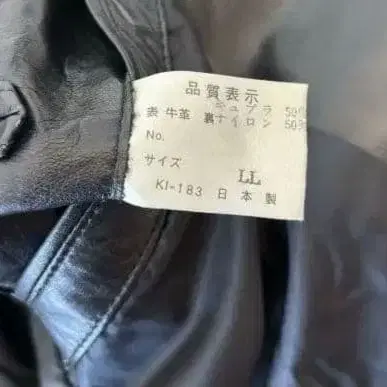 品質表示
キュプラ 50%
表 牛革 裏 ナイロン 50%
No.
サイズ LL
KI-183 日本製